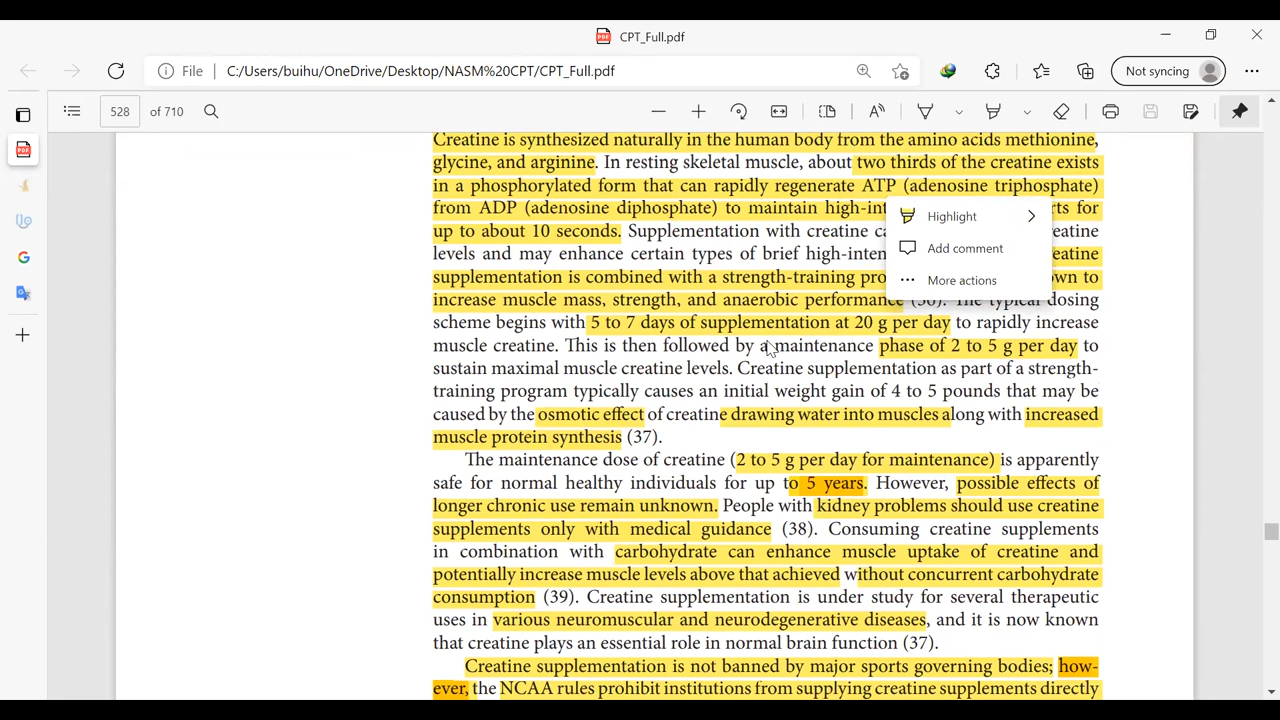 CPT_Full.pdf
File C:/Users/buihu/OneDrive/Desktop/NASM%20CPT/CPT_Full.pdf Not syncing
528 of 710
Creatine is synthesized naturally in the human body from the amino acids methionine,
glycine, and arginine. In resting skeletal muscle, about two thirds of the creatine exists
in a phosphorylated form that can rapidly regenerate ATP (adenosine triphosphate)
from ADP (adenosine diphosphate) to maintain high-int rts for
up to about 10 seconds. Supplementation with creatine ca reatine
levels and may enhance certain types of brief high-inten eatine
supplementation is combined with a strength-training pro own to
increase muscle mass, strength, and anaerobic performance (36). The typical dosing
scheme begins with 5 to 7 days of supplementation at 20 g per day to rapidly increase
muscle creatine. This is then followed by a maintenance phase of 2 to 5 g per day to
sustain maximal muscle creatine levels. Creatine supplementation as part of a strength-
training program typically causes an initial weight gain of 4 to 5 pounds that may be
caused by the osmotic effect of creatine drawing water into muscles along with increased
muscle protein synthesis (37).
The maintenance dose of creatine (2 to 5 g per day for maintenance) is apparently
safe for normal healthy individuals for up to 5 years. However, possible effects of
longer chronic use remain unknown. People with kidney problems should use creatine
supplements only with medical guidance (38). Consuming creatine supplements
in combination with carbohydrate can enhance muscle uptake of creatine and
potentially increase muscle levels above that achieved without concurrent carbohydrate
consumption (39). Creatine supplementation is under study for several therapeutic
uses in various neuromuscular and neurodegenerative diseases, and it is now known
that creatine plays an essential role in normal brain function (37).
Creatine supplementation is not banned by major sports governing bodies; how-
ever, the NCAA rules prohibit institutions from supplying creatine supplements directly
Highlight
Add comment
More actions